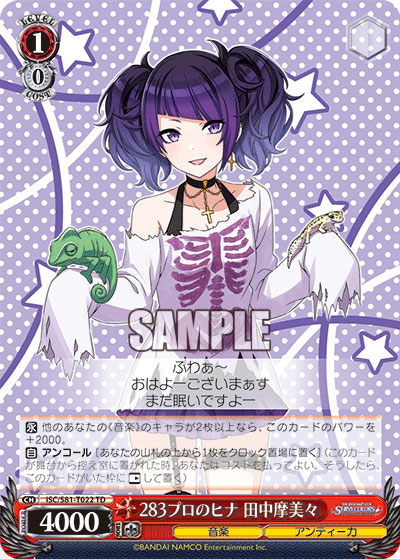 LEVEL
1
0
COST
SAMPLE
ふわぁ～
おはよーございまぁす
まだ眠いですよー
永 他のあなたの《音楽》のキャラが2枚以上なら、このカードのパワーを
+2000。
自 アンコール ［あなたの山札の上から1枚をクロック置場に置く］（このカード
が舞台から控え室に置かれた時、あなたはコストを払ってよい。そうしたら、
このカードがいた枠にレストして置く）
CH ISC/S81-T022 TD
4000
283プロのヒナ 田中摩美々
SHINY COLORS
音楽
アンティーカ
©BANDAI NAMCO Entertainment Inc.